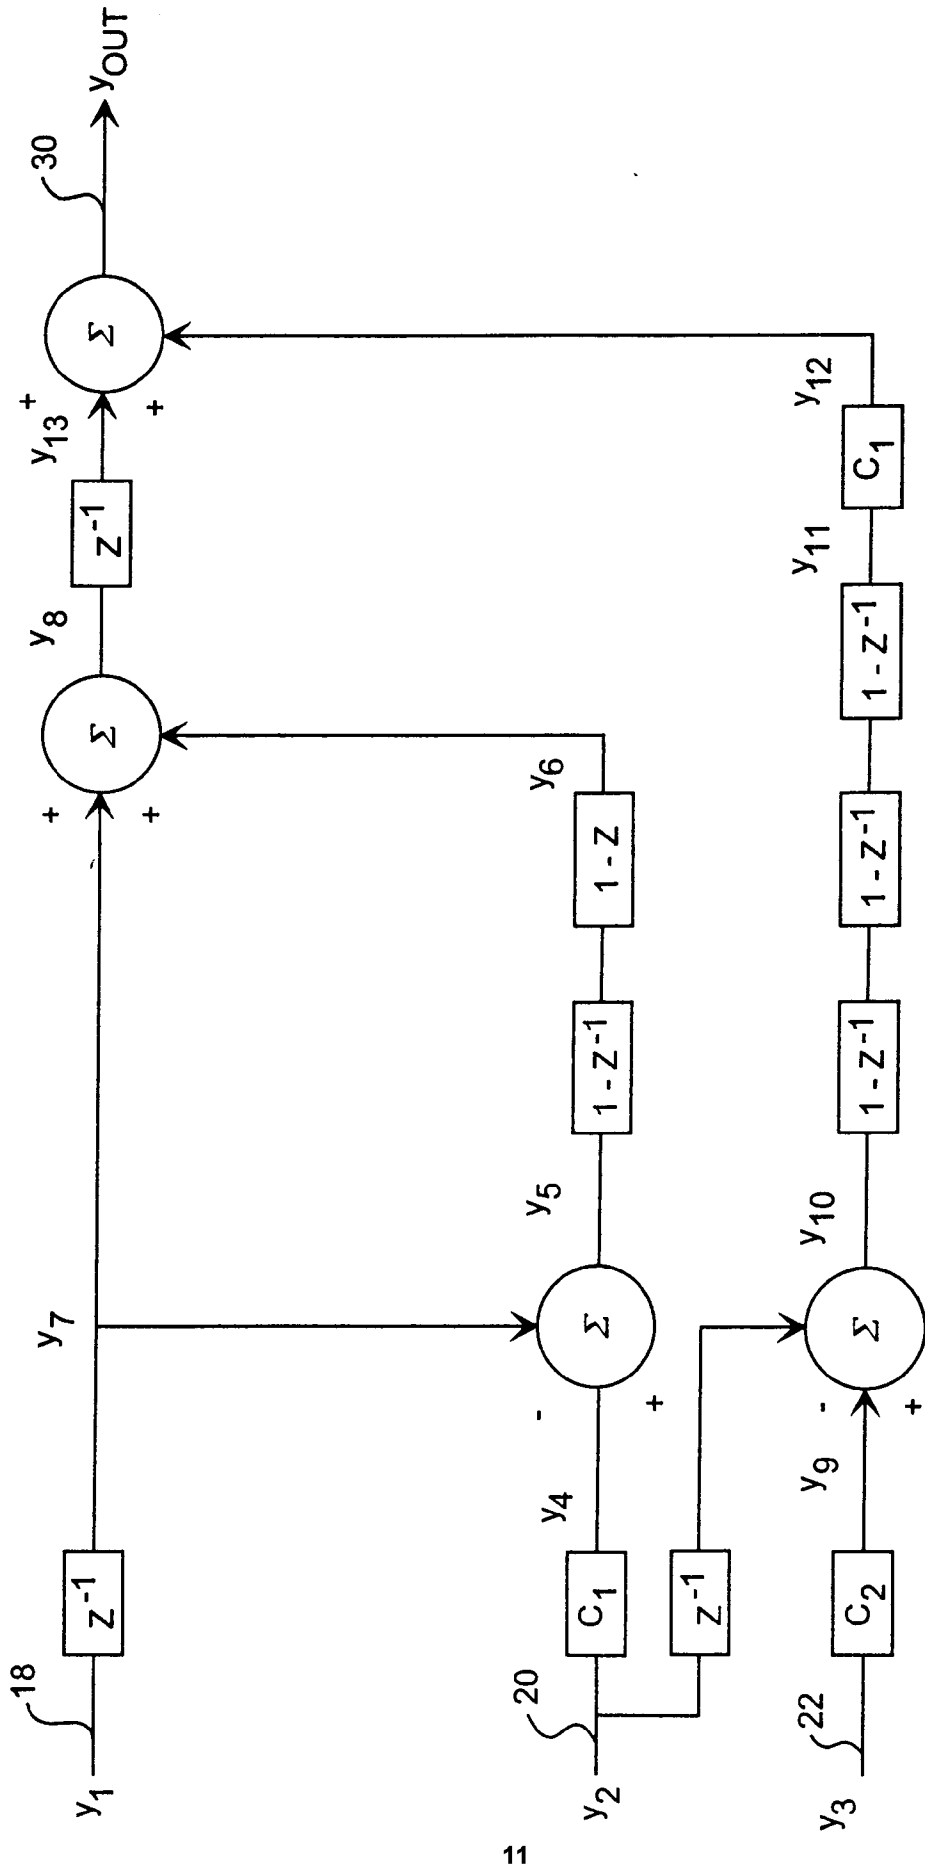 y1
18
z⁻¹
y7
+
+
Σ
y8
z⁻¹
y13
+
+
Σ
30
yOUT
y2
20
C1
y4
-
+
Σ
y5
1 - z⁻¹
1 - z
y6
z⁻¹
y3
22
C2
y9
-
+
Σ
y10
1 - z⁻¹
1 - z⁻¹
1 - z⁻¹
y11
C1
y12
11